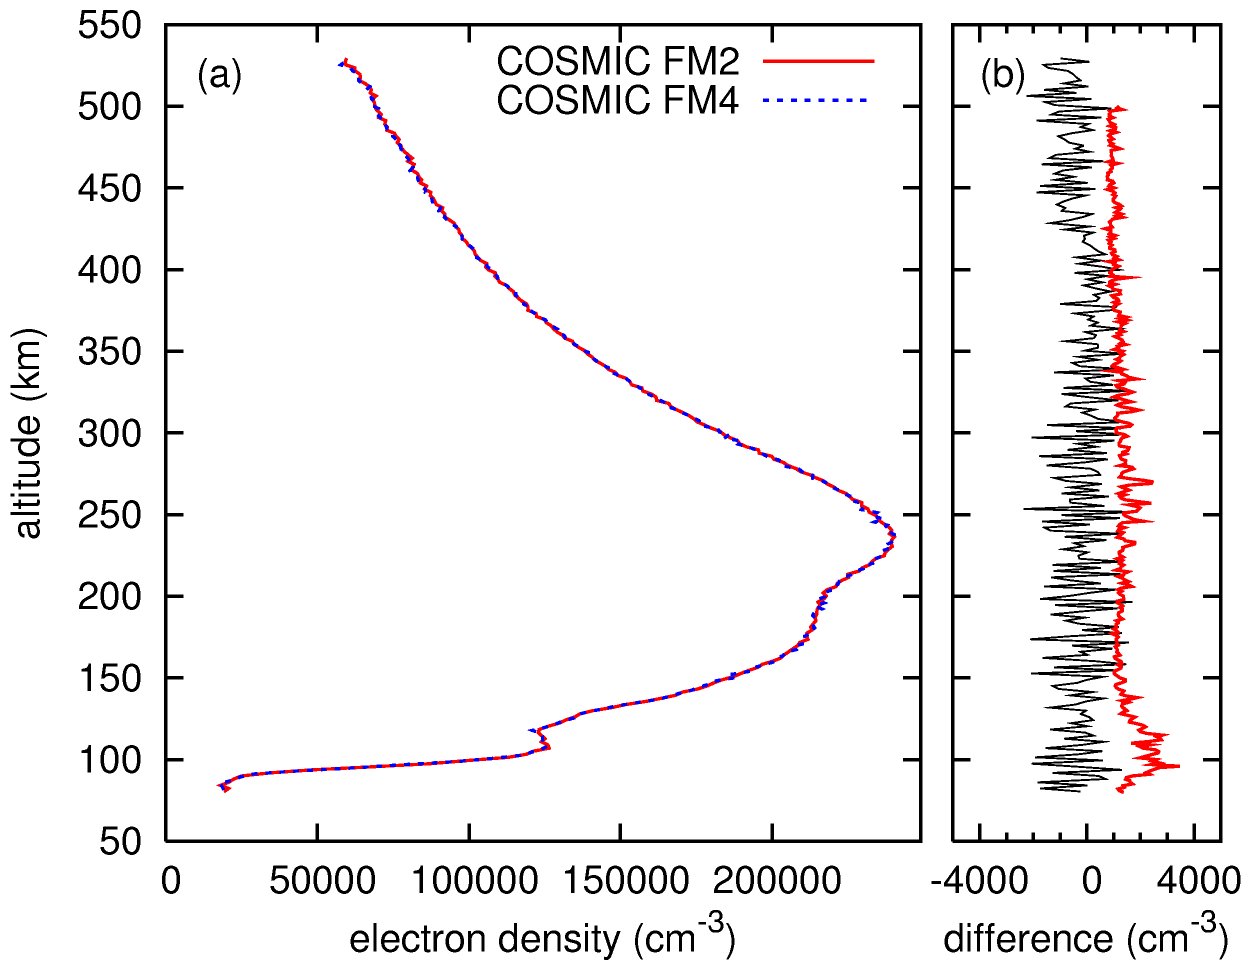 (a)
COSMIC FM2
COSMIC FM4
(b)
550
500
450
400
350
300
250
200
150
100
50
altitude (km)
0 50000 100000 150000 200000
-4000 0 4000
electron density (cm-3)
difference (cm-3)